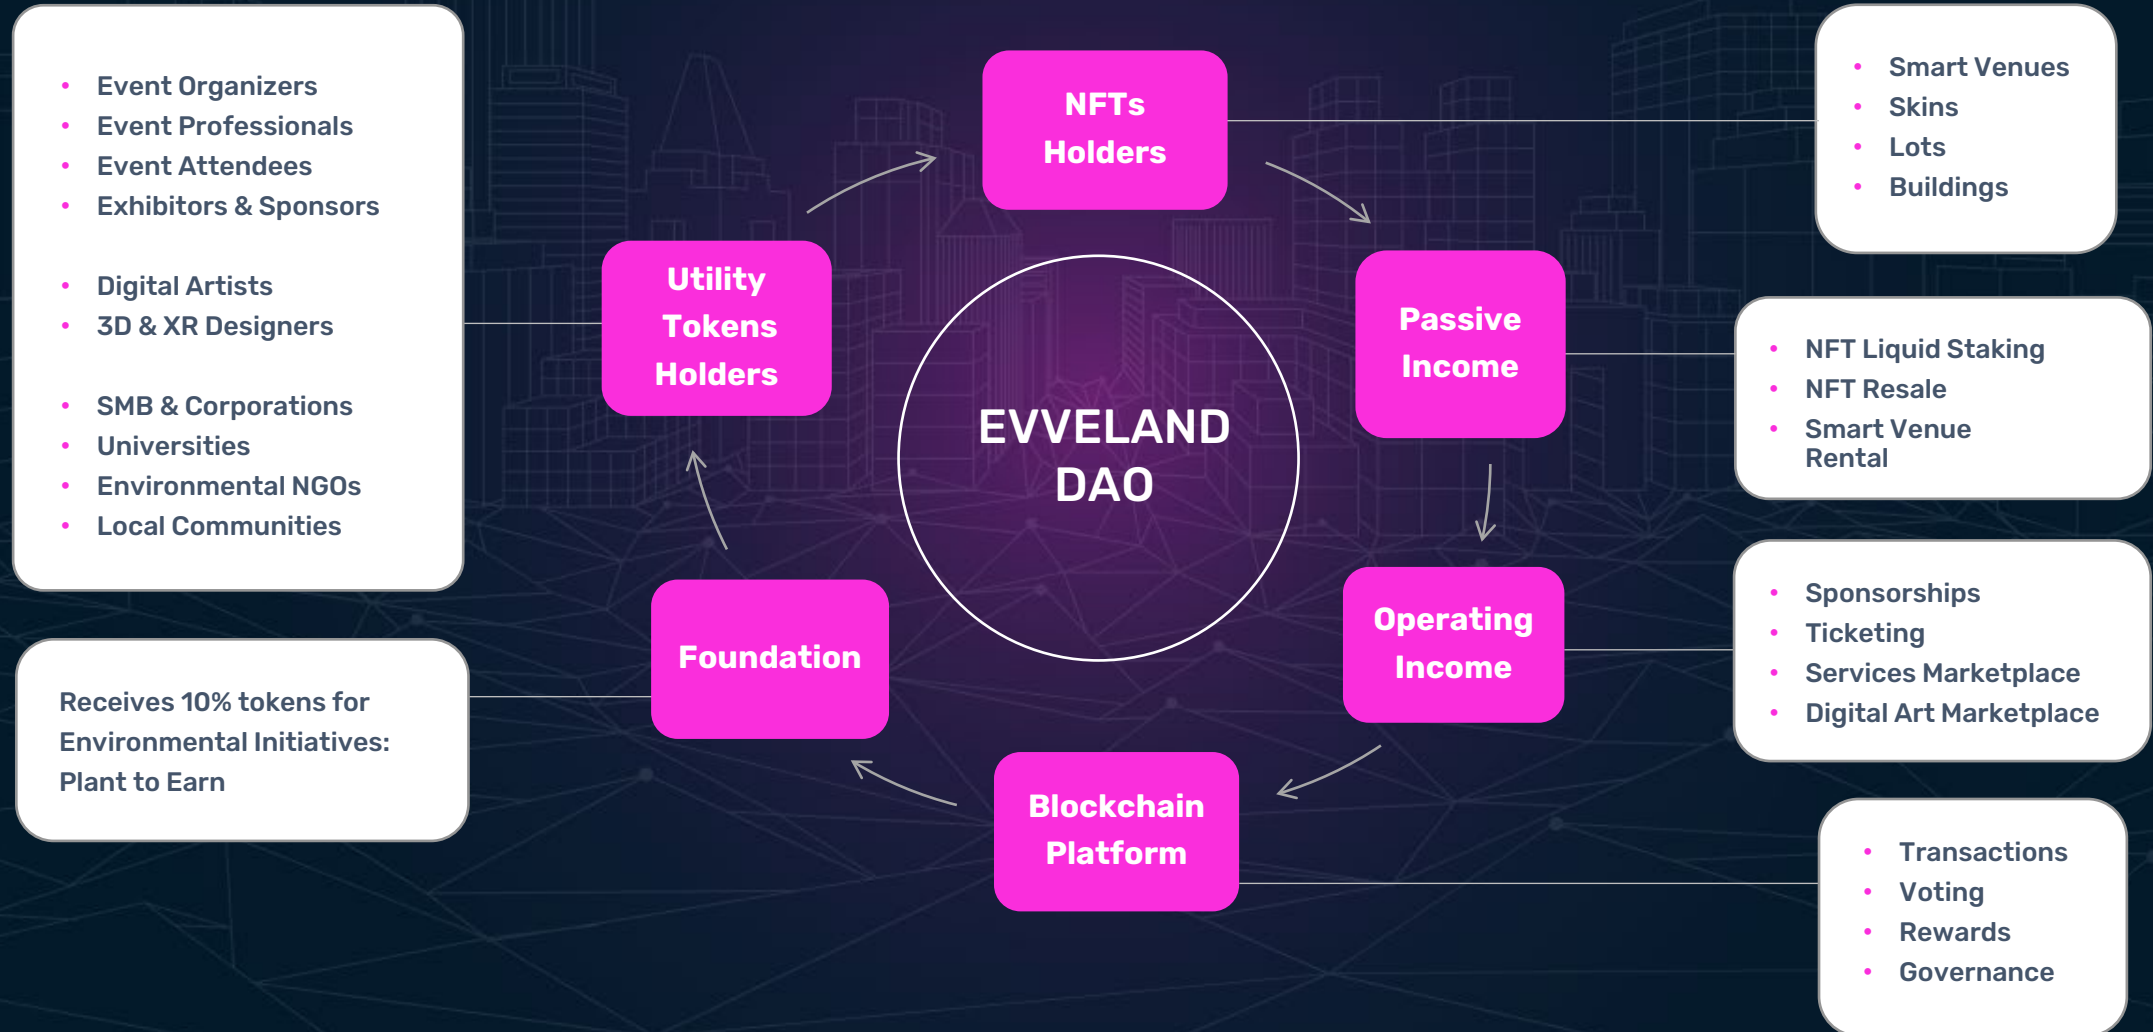 • Event Organizers
• Event Professionals
• Event Attendees
• Exhibitors & Sponsors
• Digital Artists
• 3D & XR Designers
• SMB & Corporations
• Universities
• Environmental NGOs
• Local Communities
Receives 10% tokens for
Environmental Initiatives:
Plant to Earn
NFTs
Holders
Utility
Tokens
Holders
Passive
Income
EVVELAND
DAO
Foundation
Operating
Income
Blockchain
Platform
• Smart Venues
• Skins
• Lots
• Buildings
• NFT Liquid Staking
• NFT Resale
• Smart Venue
Rental
• Sponsorships
• Ticketing
• Services Marketplace
• Digital Art Marketplace
• Transactions
• Voting
• Rewards
• Governance